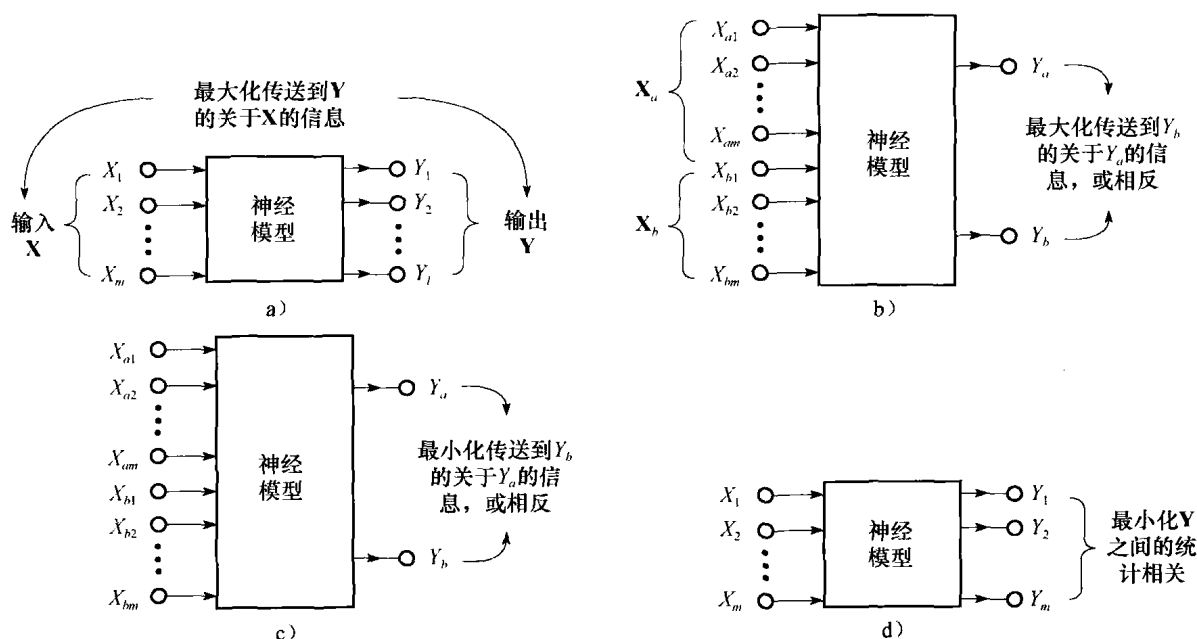 最大化传送到Y
的关于X的信息
输入
X
X1
X2
Xm
神经
模型
Y1
Y2
Yl
输出
Y
a)
Xa
Xb
Xa1
Xa2
Xam
Xb1
Xb2
Xbm
神经
模型
Ya
Yb
最大化传送到Yb
的关于Ya的信
息，或相反
b)
Xa1
Xa2
Xam
Xb1
Xb2
Xbm
神经
模型
Ya
Yb
最小化传送到Yb
的关于Ya的信
息，或相反
c)
X1
X2
Xm
神经
模型
Y1
Y2
Ym
最小化Y
之间的统
计相关
d)